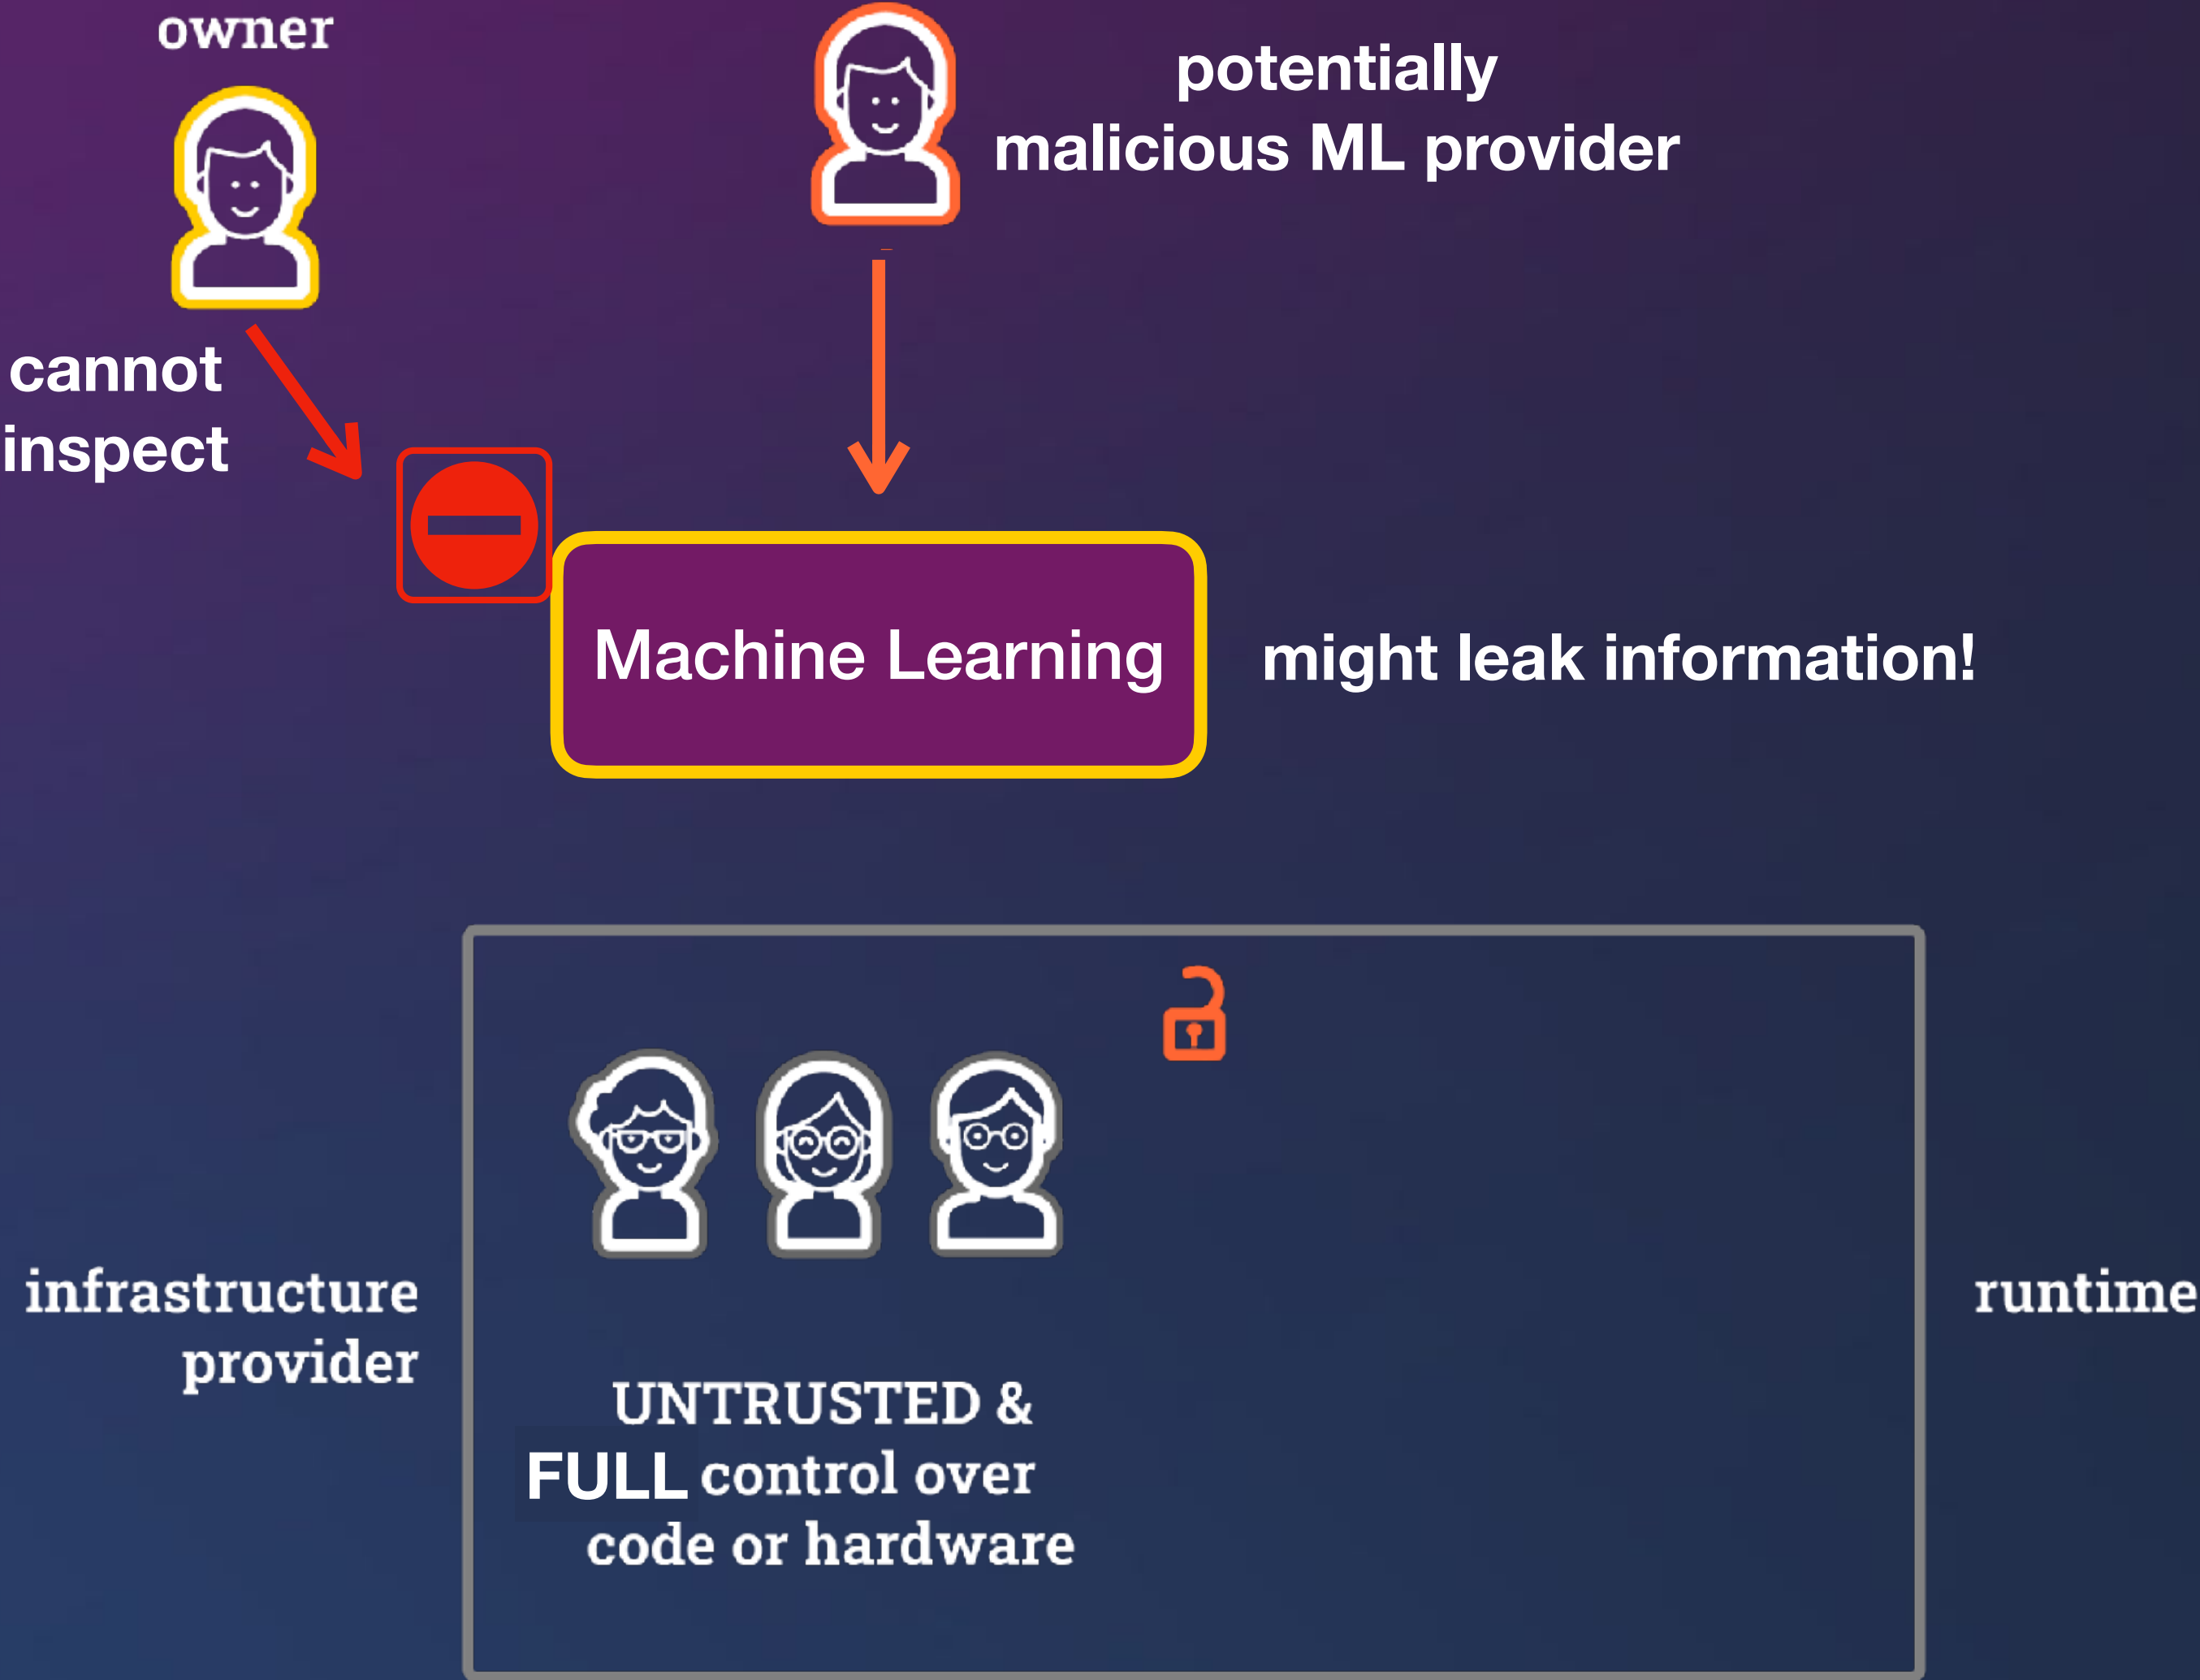 owner
potentially
malicious ML provider
cannot
inspect
Machine Learning
might leak information!
infrastructure
provider
UNTRUSTED &
FULL control over
code or hardware
runtime